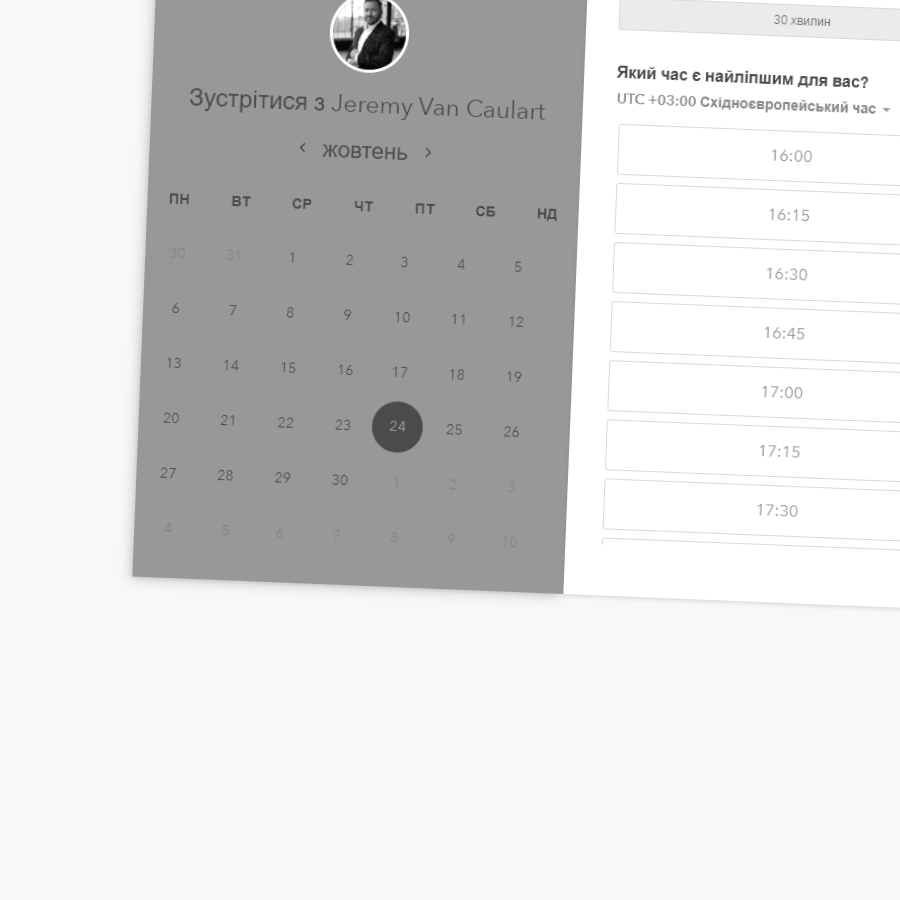 Зустрітися з Jeremy Van Caulart
жовтень
ПН ВТ СР ЧТ ПТ СБ НД
30 31 1 2 3 4 5
6 7 8 9 10 11 12
13 14 15 16 17 18 19
20 21 22 23 24 25 26
27 28 29 30 1 2 3
4 5 6 7 8 9 10
30 хвилин
Який час є найліпшим для вас?
UTC +03:00 Східноєвропейський час
16:00
16:15
16:30
16:45
17:00
17:15
17:30